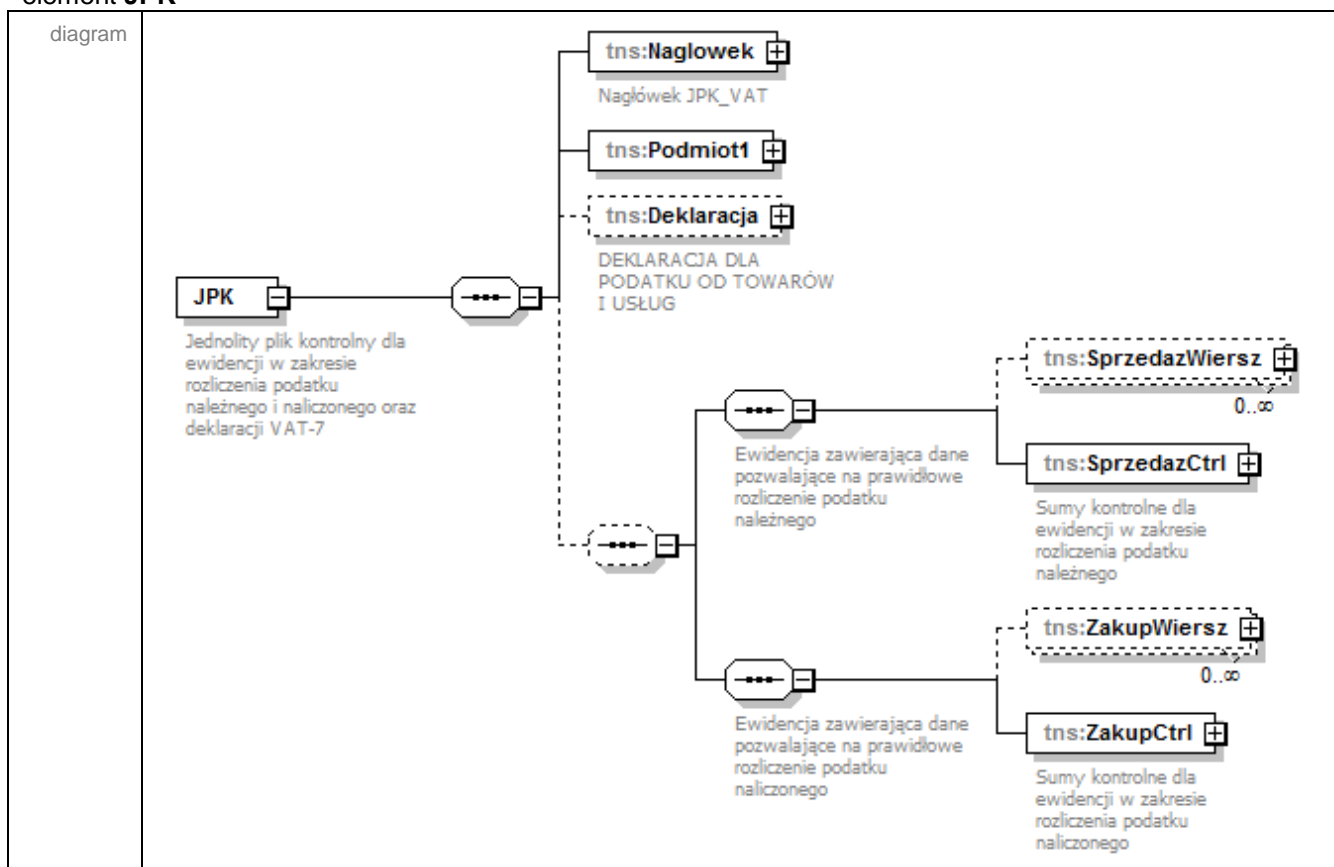 element JPK
diagram
tns:Naglowek
Nagłówek JPK_VAT
tns:Podmiot1
tns:Deklaracja
DEKLARACJA DLA
PODATKU OD TOWARÓW
I USŁUG
JPK
Jednolity plik kontrolny dla
ewidencji w zakresie
rozliczenia podatku
należnego i naliczonego oraz
deklaracji VAT-7
tns:SprzedazWiersz
0..∞
Ewidencja zawierająca dane
pozwalające na prawidłowe
rozliczenie podatku
należnego
tns:SprzedazCtrl
Sumy kontrolne dla
ewidencji w zakresie
rozliczenia podatku
należnego
tns:ZakupWiersz
0..∞
Ewidencja zawierająca dane
pozwalające na prawidłowe
rozliczenie podatku
naliczonego
tns:ZakupCtrl
Sumy kontrolne dla
ewidencji w zakresie
rozliczenia podatku
naliczonego